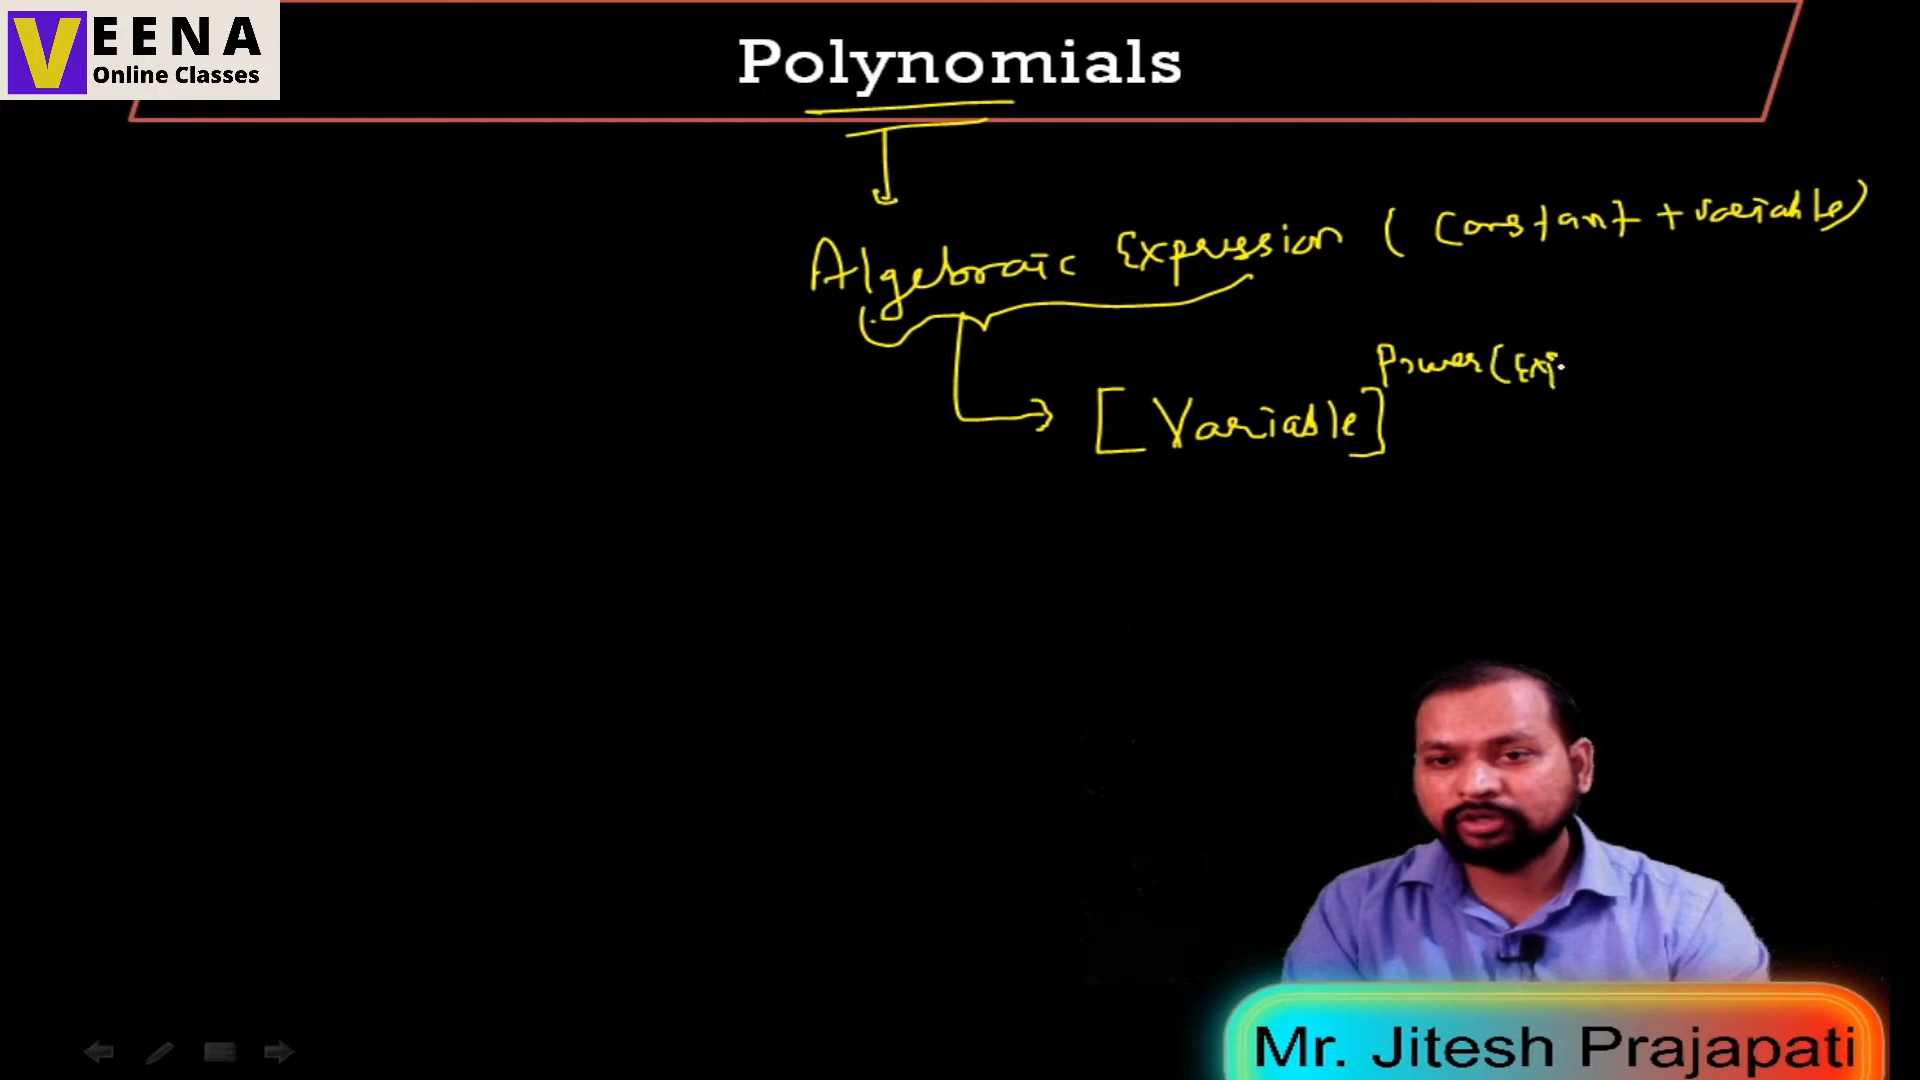 VEENA
Online Classes
Polynomials
Algebraic Expression ( Constant + variable)
[Variable] Power (Exp
Mr. Jitesh Prajapati